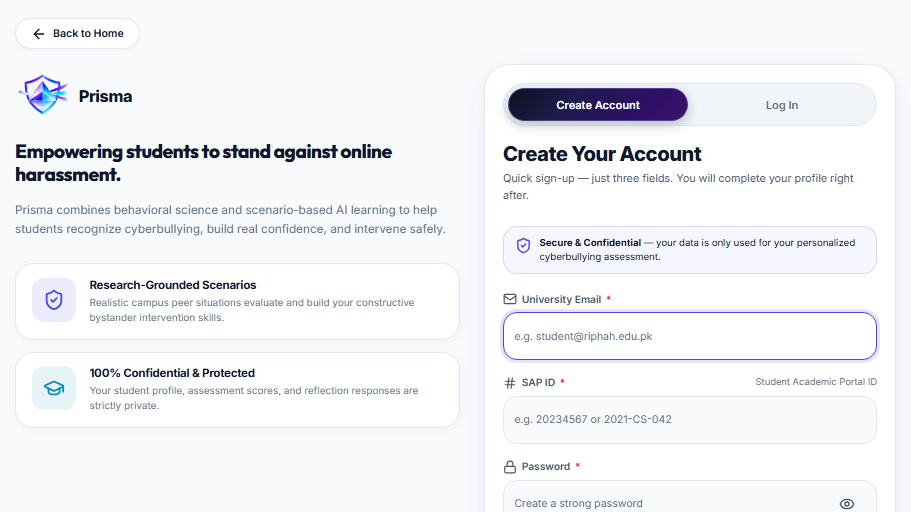 Back to Home
Prisma
Empowering students to stand against online
harassment.
Prisma combines behavioral science and scenario-based AI learning to help
students recognize cyberbullying, build real confidence, and intervene safely.
Research-Grounded Scenarios
Realistic campus peer situations evaluate and build your constructive
bystander intervention skills.
100% Confidential & Protected
Your student profile, assessment scores, and reflection responses are
strictly private.
Create Account
Log In
Create Your Account
Quick sign-up — just three fields. You will complete your profile right
after.
Secure & Confidential — your data is only used for your personalized
cyberbullying assessment.
University Email *
e.g. student@riphah.edu.pk
SAP ID *
Student Academic Portal ID
e.g. 20234567 or 2021-CS-042
Password *
Create a strong password